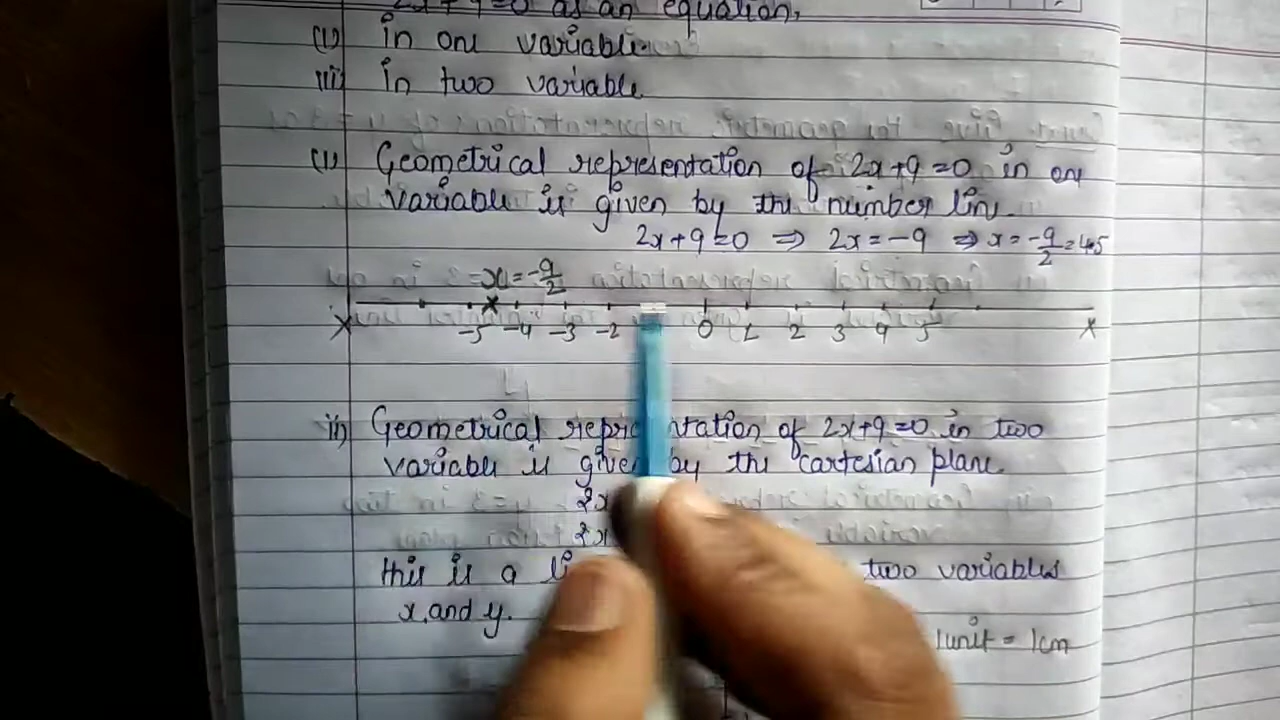 2x+9=0 as an equation,
(i) in one variable.
(ii) in two variable.
(i) Geometrical representation of 2x+9=0 in one
variable is given by the number line.
2x+9=0 ⇒ 2x=-9 ⇒ x=-9/2=4.5
x=-9/2
-5 -4 -3 -2 0 1 2 3 4 5
X X
ii) Geometrical representation of 2x+9=0 in two
variable is given by the cartesian plane
2x
2x
this is a two variables
x and y.
1unit = 1cm